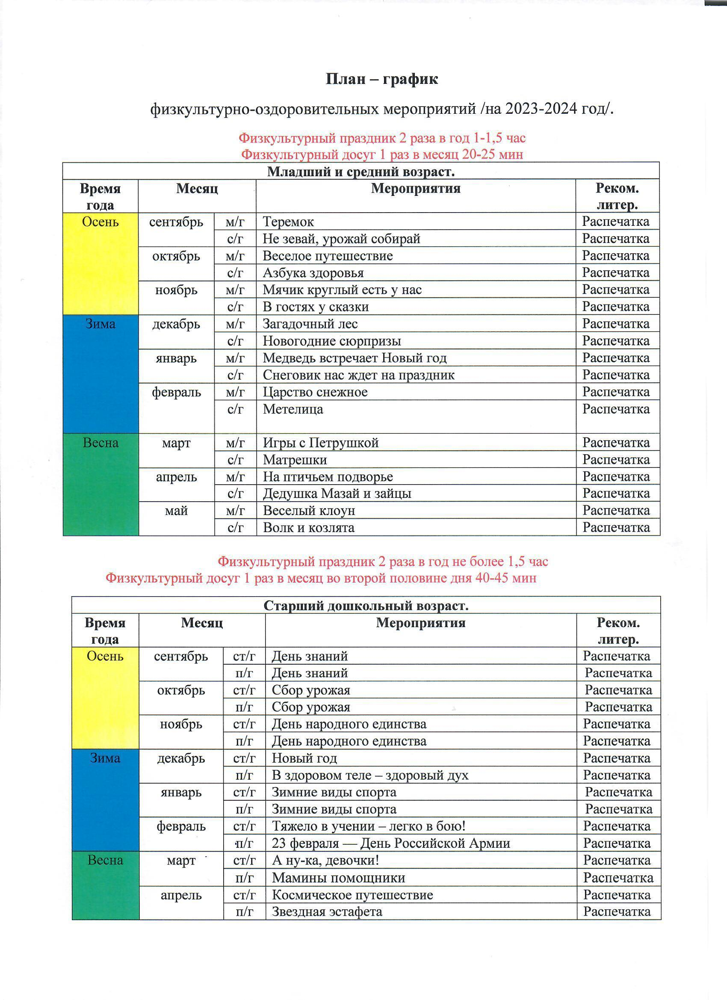 План – график
физкультурно-оздоровительных мероприятий /на 2023-2024 год/.
Физкультурный праздник 2 раза в год 1-1,5 час
Физкультурный досуг 1 раз в месяц 20-25 мин
Младший и средний возраст.
Время года Месяц Мероприятия Реком. литер.
Осень сентябрь м/г Теремок Распечатка
с/г Не зевай, урожай собирай Распечатка
октябрь м/г Веселое путешествие Распечатка
с/г Азбука здоровья Распечатка
ноябрь м/г Мячик круглый есть у нас Распечатка
с/г В гостях у сказки Распечатка
Зима декабрь м/г Загадочный лес Распечатка
с/г Новогодние сюрпризы Распечатка
январь м/г Медведь встречает Новый год Распечатка
с/г Снеговик нас ждет на праздник Распечатка
февраль м/г Царство снежное Распечатка
с/г Метелица Распечатка
Весна март м/г Игры с Петрушкой Распечатка
с/г Матрешки Распечатка
апрель м/г На птичьем подворье Распечатка
с/г Дедушка Мазай и зайцы Распечатка
май м/г Веселый клоун Распечатка
с/г Волк и козлята Распечатка
Физкультурный праздник 2 раза в год не более 1,5 час
Физкультурный досуг 1 раз в месяц во второй половине дня 40-45 мин
Старший дошкольный возраст.
Время года Месяц Мероприятия Реком. литер.
Осень сентябрь ст/г День знаний Распечатка
п/г День знаний Распечатка
октябрь ст/г Сбор урожая Распечатка
п/г Сбор урожая Распечатка
ноябрь ст/г День народного единства Распечатка
п/г День народного единства Распечатка
Зима декабрь ст/г Новый год Распечатка
п/г В здоровом теле – здоровый дух Распечатка
январь ст/г Зимние виды спорта Распечатка
п/г Зимние виды спорта Распечатка
февраль ст/г Тяжело в учении – легко в бою! Распечатка
п/г 23 февраля — День Российской Армии Распечатка
Весна март ст/г А ну-ка, девочки! Распечатка
п/г Мамины помощники Распечатка
апрель ст/г Космическое путешествие Распечатка
п/г Звездная эстафета Распечатка